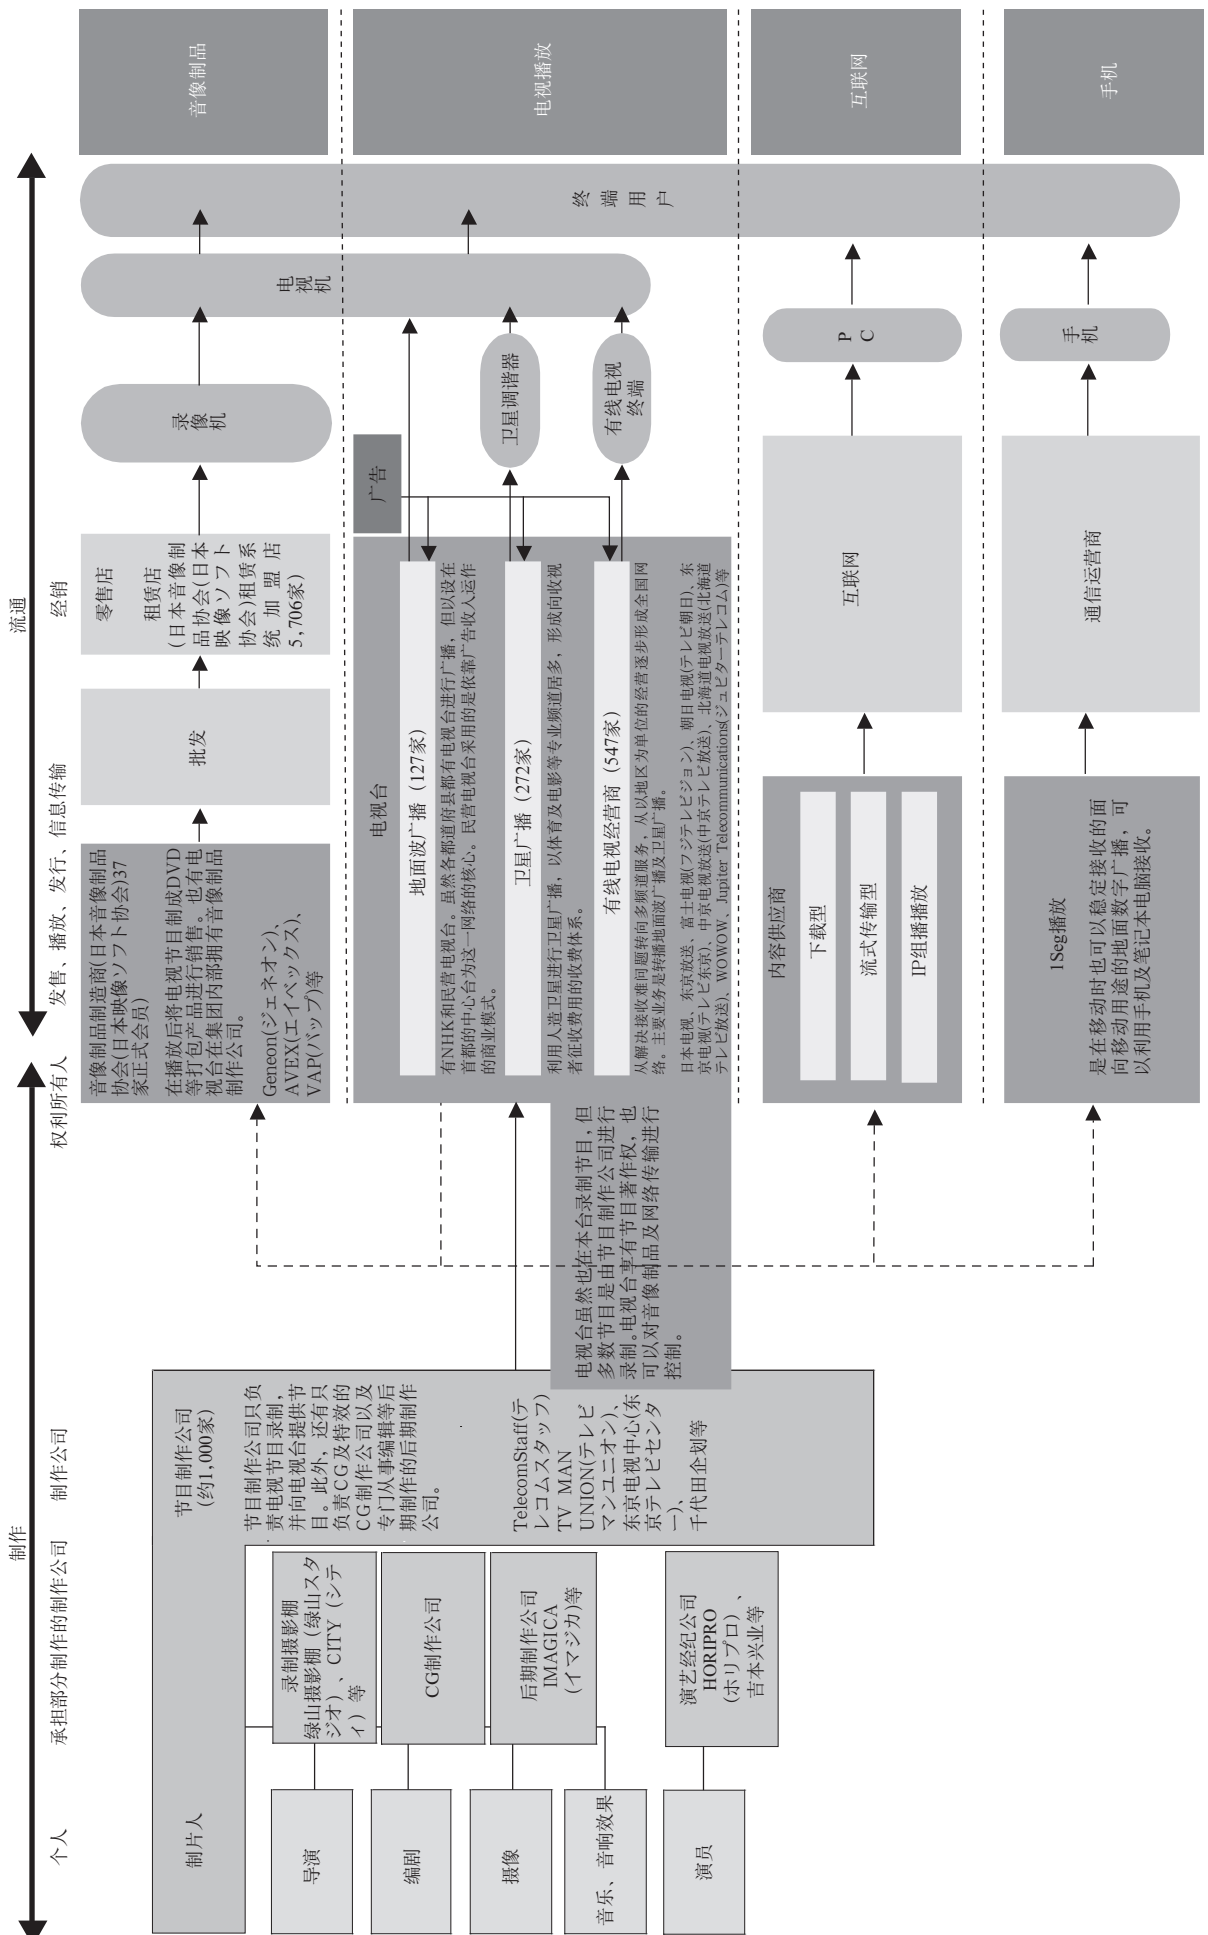 制作
流通
个人
承担部分制作的制作公司
制作公司
权利所有人
发售、播放、发行、信息传输
经销
制片人
导演
编剧
摄像
音乐、音响效果
演员
录制摄影棚
绿山摄影棚（绿山スタ
ジオ）、CITY（シテ
ィ）等
CG制作公司
后期制作公司
IMAGICA
(イマジカ)等
演艺经纪公司
HORIPRO
(ホリプロ）、
吉本兴业等
节目制作公司
(约1,000家)
节目制作公司只负
责电视节目录制，
并向电视台提供节
目。此外，还有只
负责CG及特效的
CG制作公司以及
专门从事编辑等后
期制作的后期制作
公司。
TelecomStaff(テ
レコムスタッフ)
TV MAN
UNION(テレビ
マンユニオン)、
东京电视中心(东
京テレビセンタ
ー)、
千代田企划等
电视台虽然也在本台录制节目，但
多数节目是由节目制作公司进行
录制。电视台享有节目著作权，也
可以对音像制品及网络传输进行
控制。
音像制品制造商(日本音像制品
协会(日本映像ソフト协会)37
家正式会员）
在播放后将电视节目制成DVD
等打包产品进行销售。也有电
视台在集团内部拥有音像制品
制作公司。
Geneon(ジェネオン)、
AVEX(エイベックス)、
VAP(バップ)等
批发
零售店
租赁店
(日本音像制
品协会(日本
映像ソフト
协会)租赁系
统加盟店
5,706家）
录像机
电视机
终端用户
音像制品
电视台
地面波广播（127家）
有NHK和民营电视台。虽然各都道府县都有电视台进行广播，但以设在
首都的中心台为这一网络的核心。民营电视台采用的是依靠广告收入运作
的商业模式。
卫星广播（272家）
利用人造卫星进行卫星广播，以体育及电影等专业频道居多，形成向收视
者征收费用的收费体系。
有线电视经营商（547家）
从解决接收难问题转向多频道服务，从以地区为单位的经营逐步形成全国网
络。主要业务是转播地面波广播及卫星广播。
日本电视、东京放送、富士电视(フジテレビジョン)、朝日电视(テレビ朝日)、东
京电视(テレビ东京)、中京电视放送(中京テレビ放送)、北海道电视放送(北海道
テレビ放送)、WOWOW、Jupiter Telecommunications(ジュピターテレコム)等
广告
卫星调谐器
有线电视
终端
电视播放
内容供应商
下载型
流式传输型
IP组播播放
互联网
PC
互联网
1Seg播放
是在移动时也可以稳定接收的面
向移动用途的地面数字广播，可
以利用手机及笔记本电脑接收。
通信运营商
手机
手机